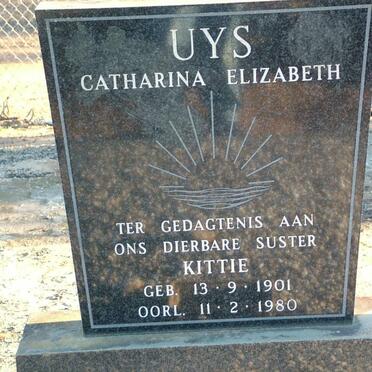 UYS
CATHARINA ELIZABETH
TER GEDAGTENIS AAN
ONS DIERBARE SUSTER
KITTIE
GEB. 13 · 9 · 1901
OORL. 11 · 2 · 1980